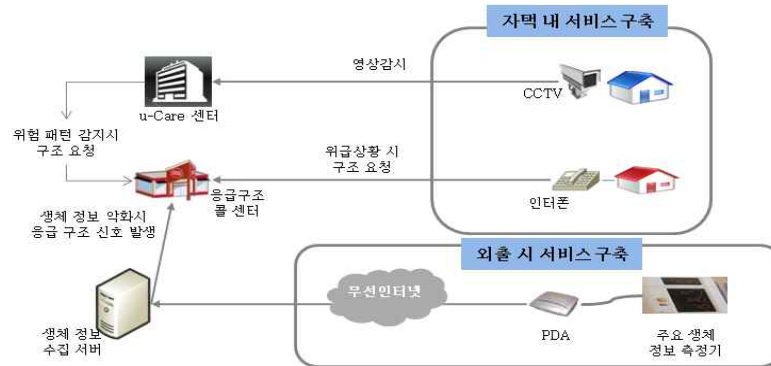 자택 내 서비스 구축
영상감시
CCTV
u-Care 센터
위험 패턴 감지시
구조 요청
위급상황 시
구조 요청
인터폰
응급구조
콜 센터
생체 정보 악화시
응급 구조 신호 발생
외출 시 서비스 구축
무선인터넷
PDA
주요 생체
정보 측정기
생체 정보
수집 서버